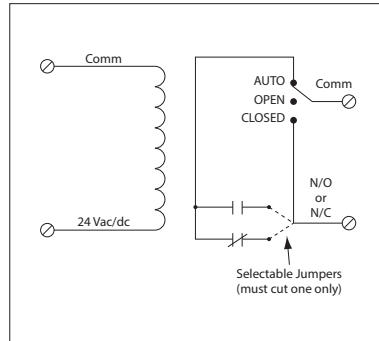 Comm
24 Vac/dc
AUTO
OPEN
CLOSED
Comm
N/O
or
N/C
Selectable Jumpers
(must cut one only)